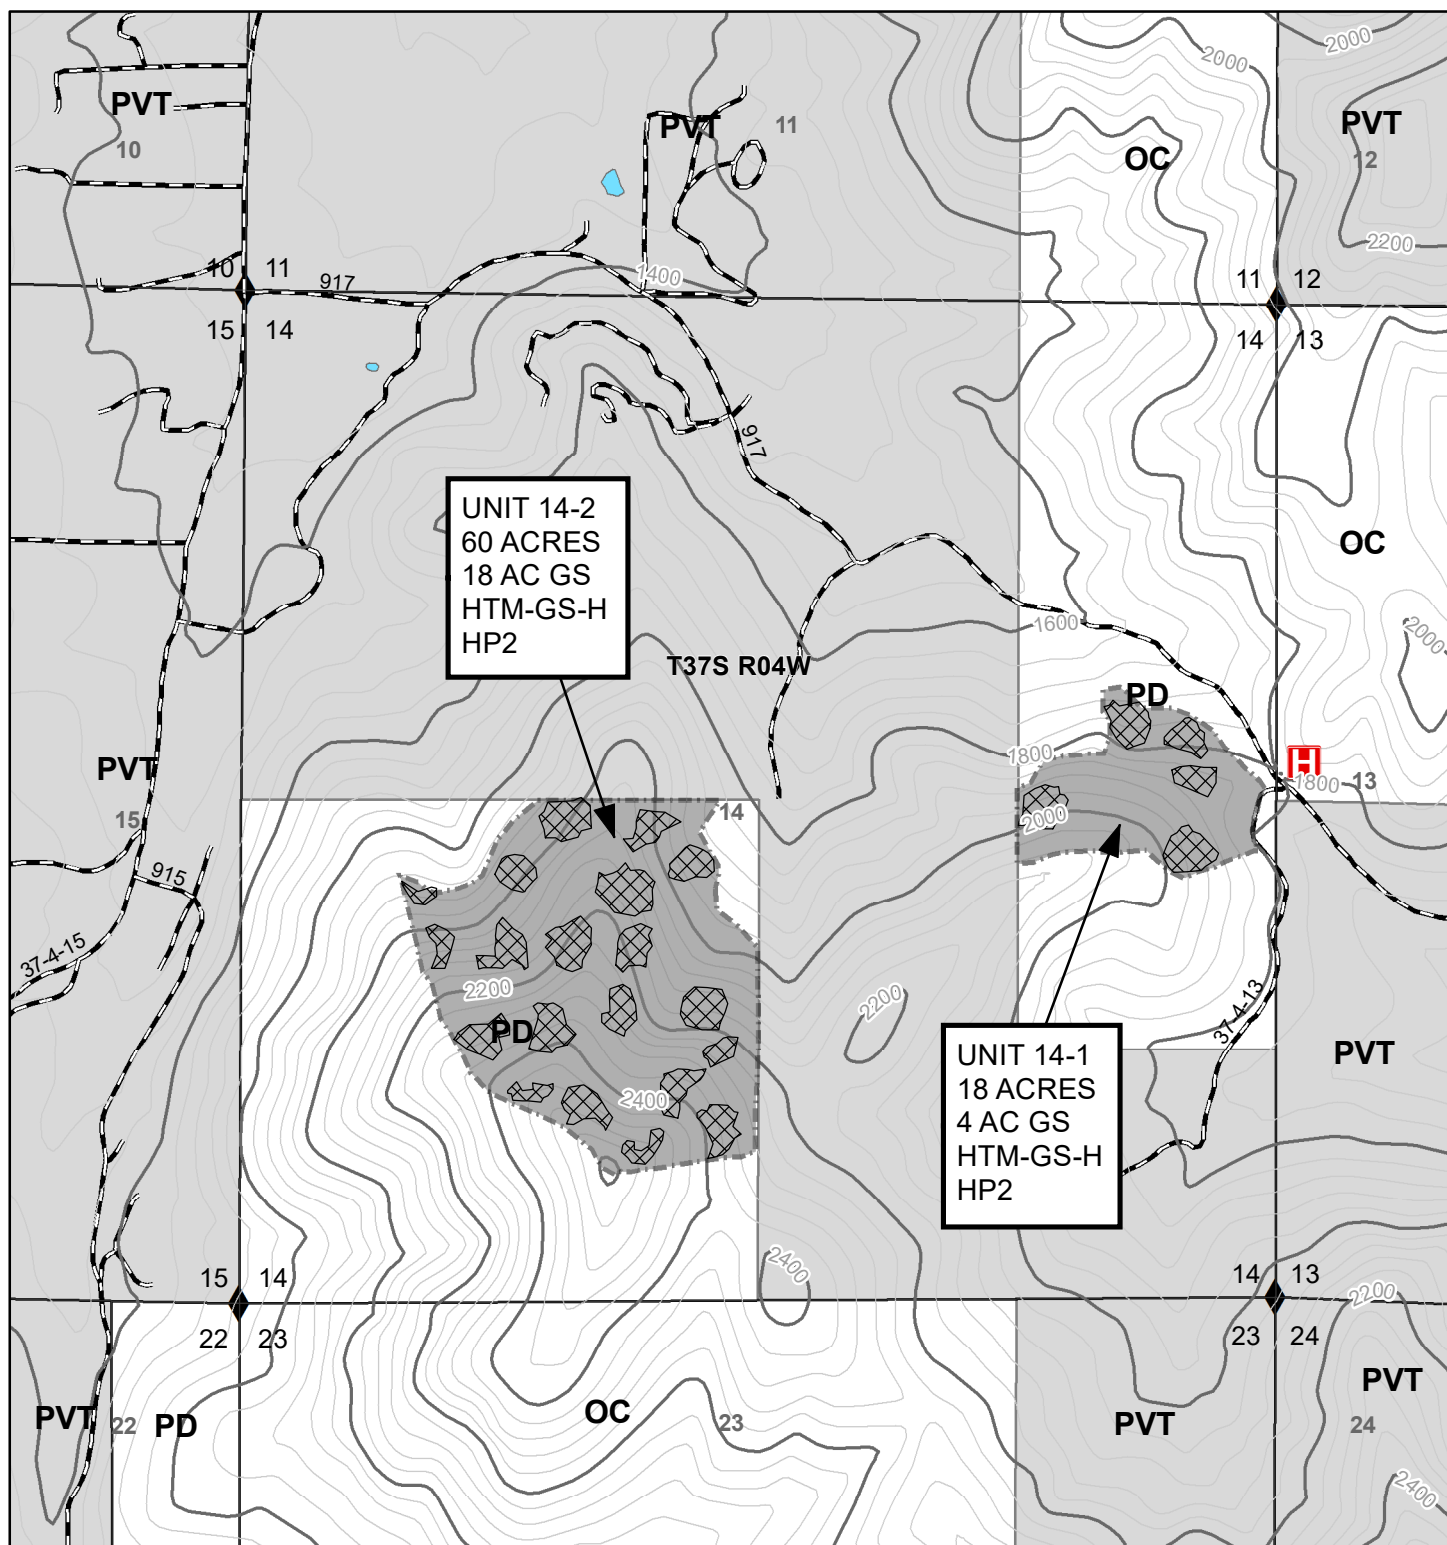 2000
2000
PVT
PVT
11
PVT
10
OC
12
2200
10 11
917
1400
11 12
15 14
14 13
917
UNIT 14-2
60 ACRES
18 AC GS
HTM-GS-H
HP2
OC
1600
2000
T37S R04W
PD
1800
H
PVT
1800
13
15
14
2000
915
37-4-15
2200
2200
37-4-13
PD
UNIT 14-1
18 ACRES
4 AC GS
HTM-GS-H
HP2
PVT
2400
2400
15 14
14 13
2200
22 23
23 24
PVT
PVT
22
PD
OC
23
PVT
24
2400